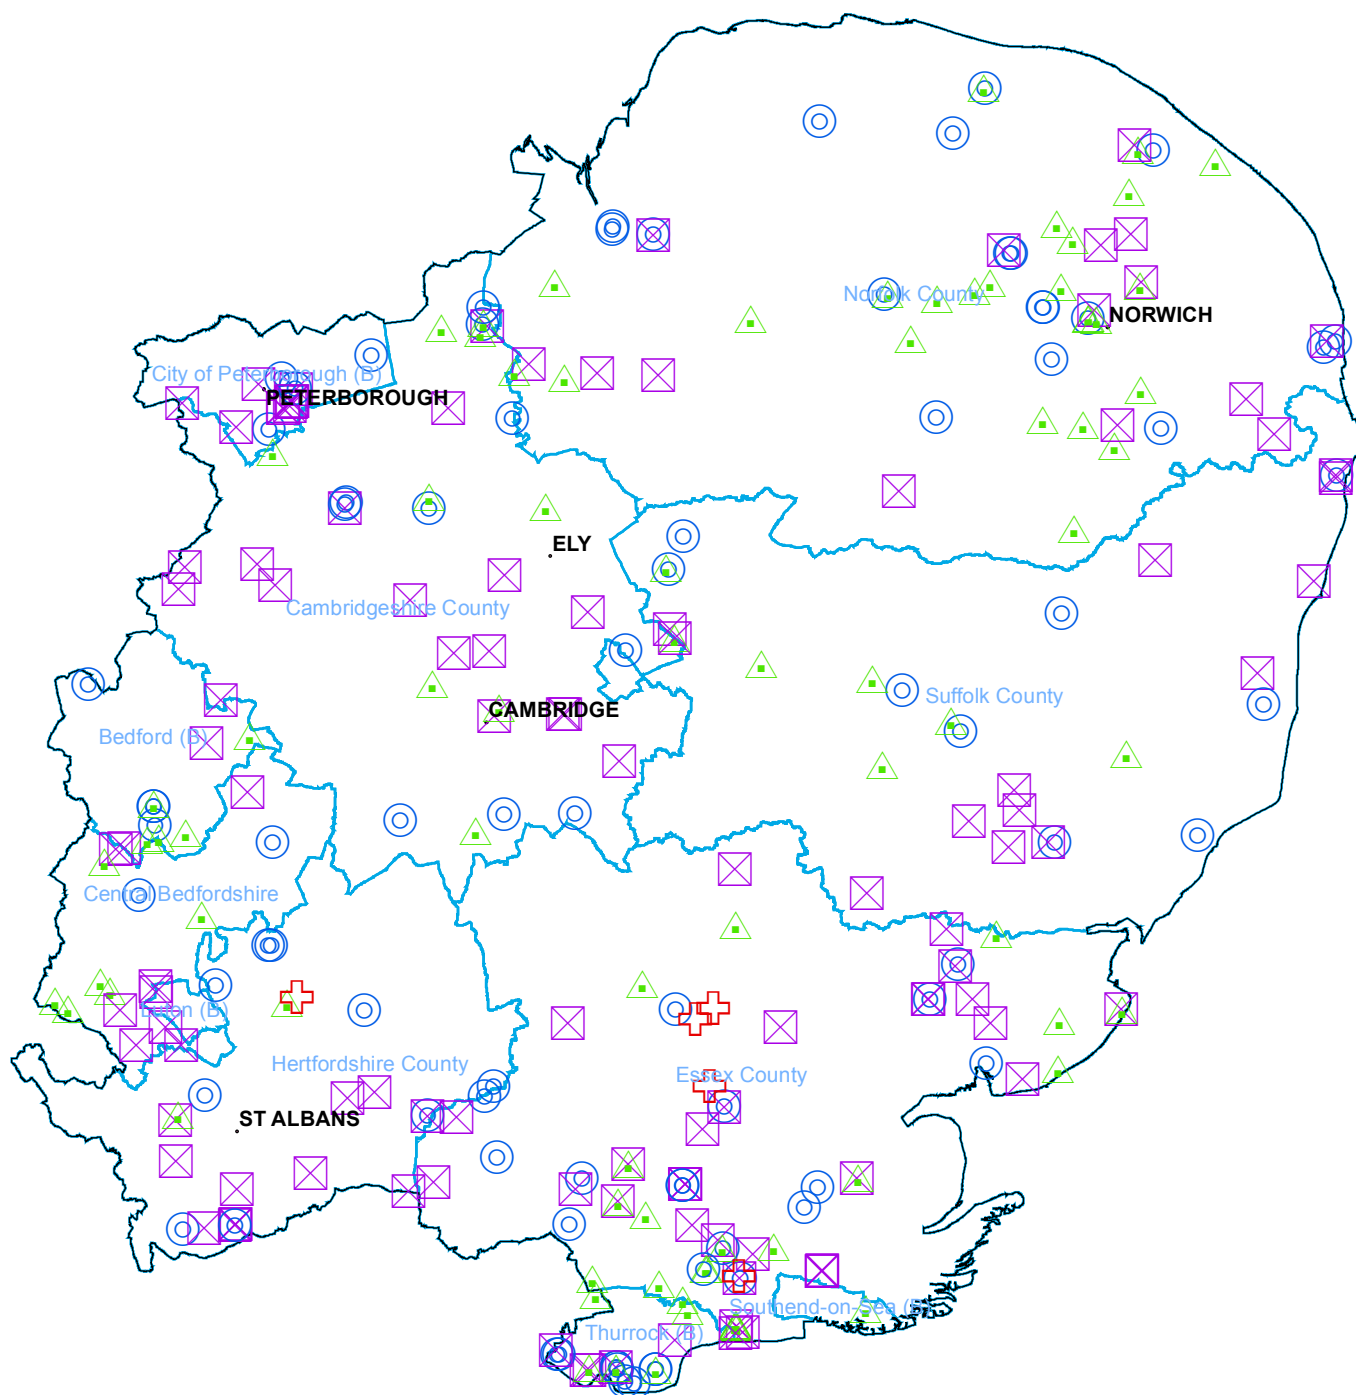 Norfolk County
NORWICH
City of Peterborough (B)
PETERBOROUGH
ELY
Cambridgeshire County
Suffolk County
CAMBRIDGE
Bedford (B)
Central Bedfordshire
Luton (B)
Hertfordshire County
Essex County
ST ALBANS
Southend-on-Sea (B)
Thurrock (B)